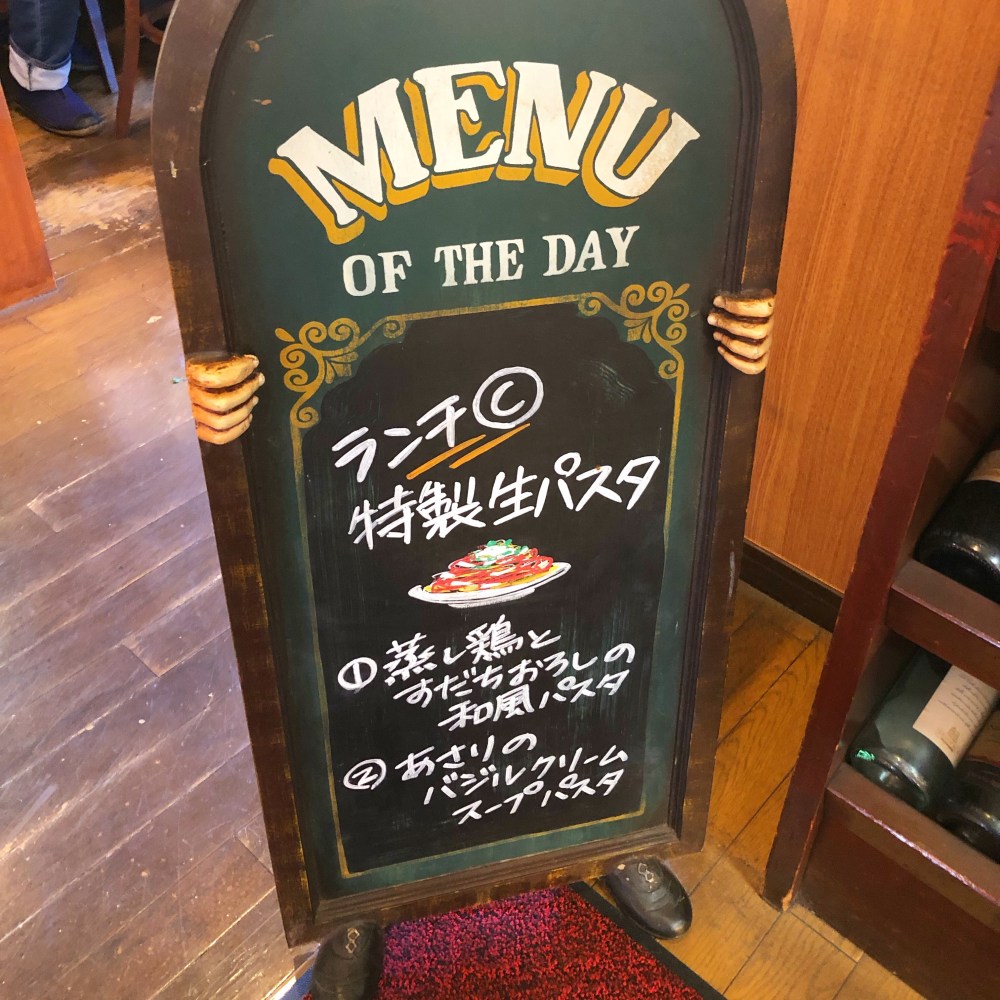 MENU
OF THE DAY
ランチⒸ
特製生パスタ
①蒸し鶏と
すだちおろしの
和風パスタ
②あさりの
バジルクリーム
スープパスタ